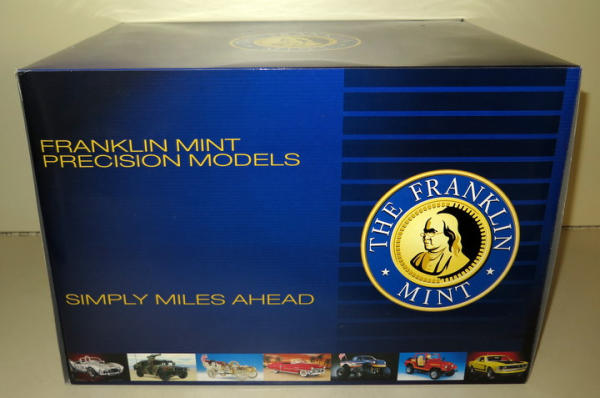 FRANKLIN MINT
PRECISION MODELS
THE FRANKLIN
MINT
SIMPLY MILES AHEAD